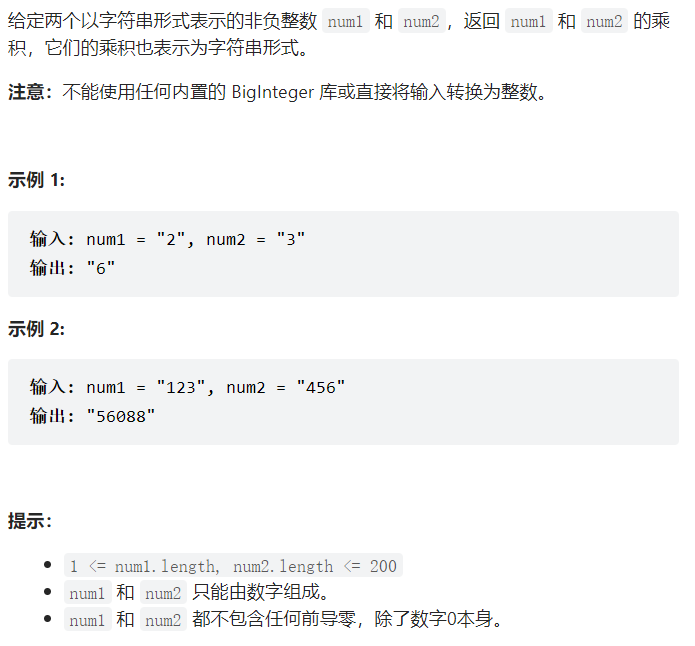 给定两个以字符串形式表示的非负整数 num1 和 num2，返回 num1 和 num2 的乘
积，它们的乘积也表示为字符串形式。
注意：不能使用任何内置的 BigInteger 库或直接将输入转换为整数。
示例 1:
输入: num1 = "2", num2 = "3"
输出: "6"
示例 2:
输入: num1 = "123", num2 = "456"
输出: "56088"
提示：
1 <= num1.length, num2.length <= 200
num1 和 num2 只能由数字组成。
num1 和 num2 都不包含任何前导零，除了数字0本身。